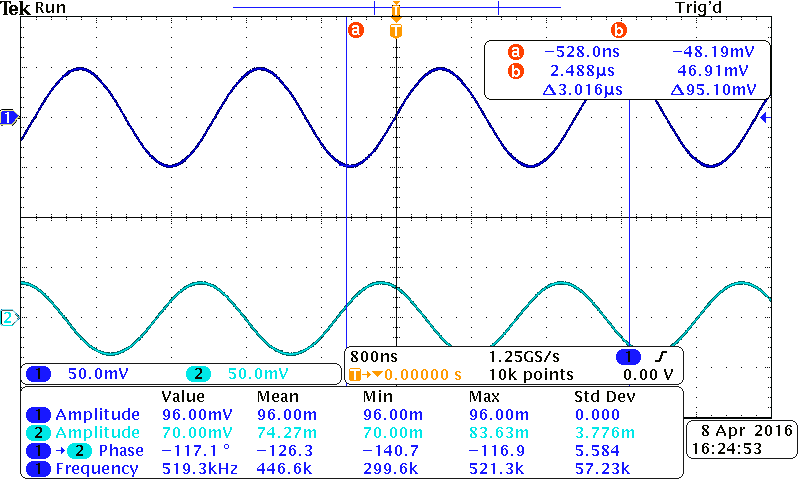 Tek Run Trig'd
T
a b
T
a −528.0ns −48.19mV
b 2.488µs 46.91mV
Δ3.016µs Δ95.10mV
1
2
1 50.0mV 2 50.0mV
800ns 1.25GS/s 1
T→▼0.00000 s 10k points 0.00 V
Value Mean Min Max Std Dev
1 Amplitude 96.00mV 96.00m 96.00m 96.00m 0.000
2 Amplitude 70.00mV 74.27m 70.00m 83.63m 3.776m
1 → 2 Phase −117.1 ° −126.3 −140.7 −116.9 5.584
1 Frequency 519.3kHz 446.6k 299.6k 521.3k 57.23k
8 Apr 2016
16:24:53